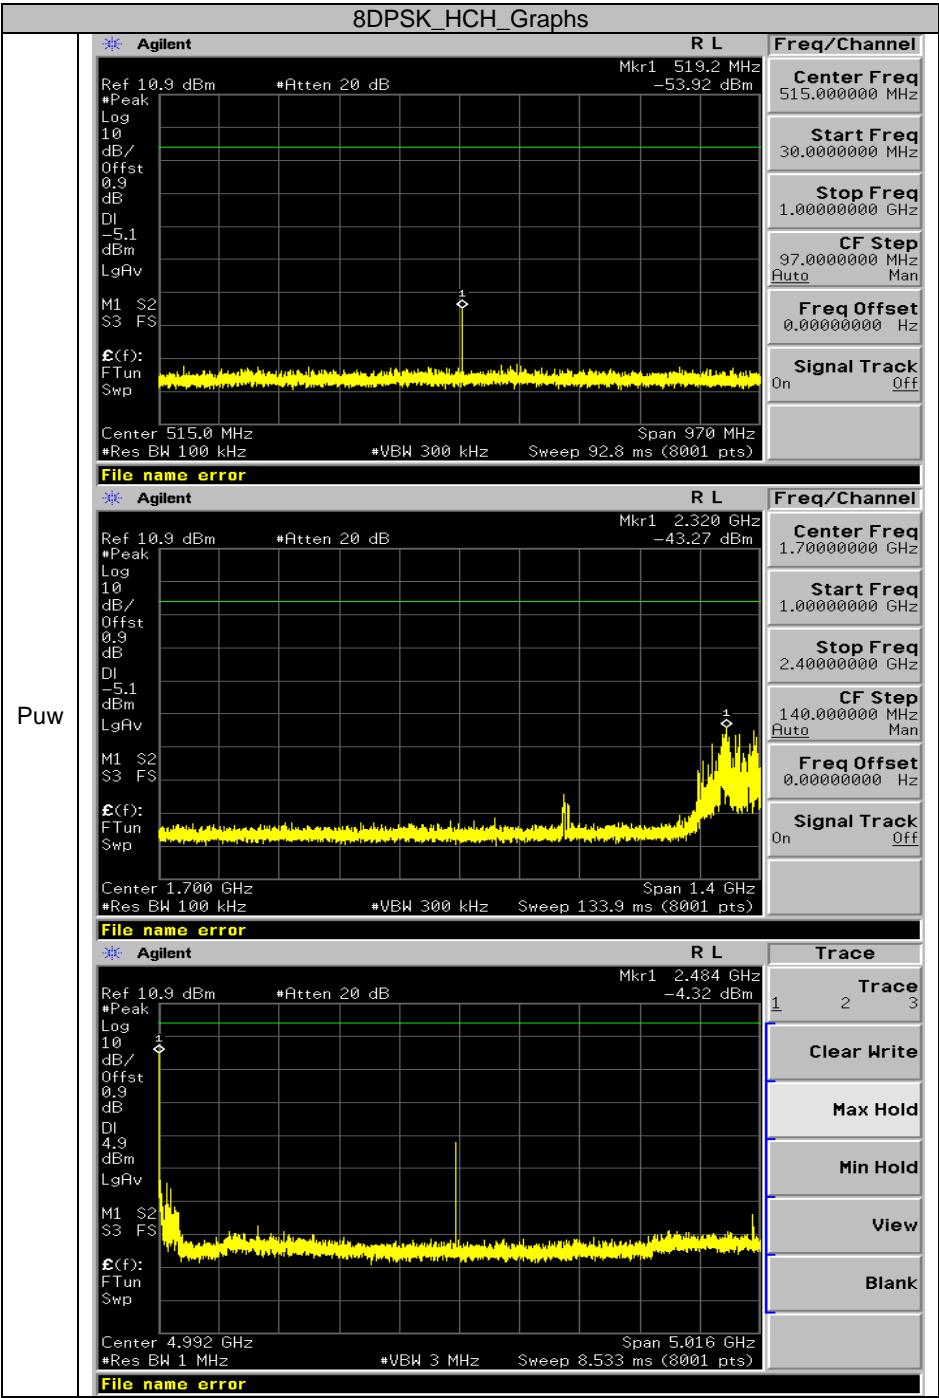 8DPSK_HCH_Graphs
Puw
Agilent R L Freq/Channel
Mkr1 519.2 MHz
Ref 10.9 dBm #Atten 20 dB -53.92 dBm
#Peak
Log
10
dB/
Offst
0.9
dB
DI
-5.1
dBm
LgAv
M1 S2
S3 FS
£(f):
FTun
Swp
1
Center 515.0 MHz Span 970 MHz
#Res BW 100 kHz #VBW 300 kHz Sweep 92.8 ms (8001 pts)
File name error
Center Freq
515.000000 MHz
Start Freq
30.0000000 MHz
Stop Freq
1.00000000 GHz
CF Step
97.0000000 MHz
Auto Man
Freq Offset
0.00000000 Hz
Signal Track
On Off
Agilent R L Freq/Channel
Mkr1 2.320 GHz
Ref 10.9 dBm #Atten 20 dB -43.27 dBm
#Peak
Log
10
dB/
Offst
0.9
dB
DI
-5.1
dBm
LgAv
M1 S2
S3 FS
£(f):
FTun
Swp
1
Center 1.700 GHz Span 1.4 GHz
#Res BW 100 kHz #VBW 300 kHz Sweep 133.9 ms (8001 pts)
File name error
Center Freq
1.70000000 GHz
Start Freq
1.00000000 GHz
Stop Freq
2.40000000 GHz
CF Step
140.000000 MHz
Auto Man
Freq Offset
0.00000000 Hz
Signal Track
On Off
Agilent R L Trace
Mkr1 2.484 GHz
Ref 10.9 dBm #Atten 20 dB -4.32 dBm
#Peak
Log
10
dB/
Offst
0.9
dB
DI
4.9
dBm
LgAv
M1 S2
S3 FS
£(f):
FTun
Swp
1
Center 4.992 GHz Span 5.016 GHz
#Res BW 1 MHz #VBW 3 MHz Sweep 8.533 ms (8001 pts)
File name error
Trace
1 2 3
Clear Write
Max Hold
Min Hold
View
Blank